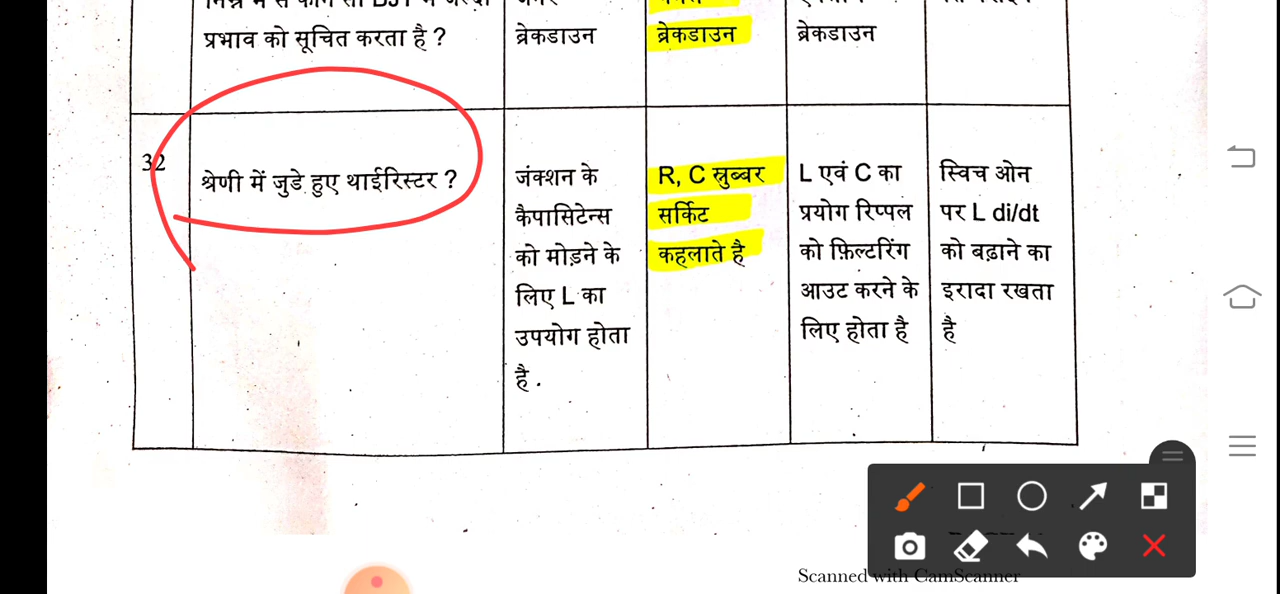 प्रभाव को सूचित करता है ?
ब्रेकडाउन
ब्रेकडाउन
ब्रेकडाउन
32
श्रेणी में जुडे हुए थाईरिस्टर ?
जंक्शन के
कैपासिटेन्स
को मोड़ने के
लिए L का
उपयोग होता
है .
R, C स्नुब्बर
सर्किट
कहलाते है
L एवं C का
प्रयोग रिप्पल
को फ़िल्टरिंग
आउट करने के
लिए होता है
स्विच ओन
पर L di/dt
को बढ़ाने का
इरादा रखता
है
Scanned with CamScanner